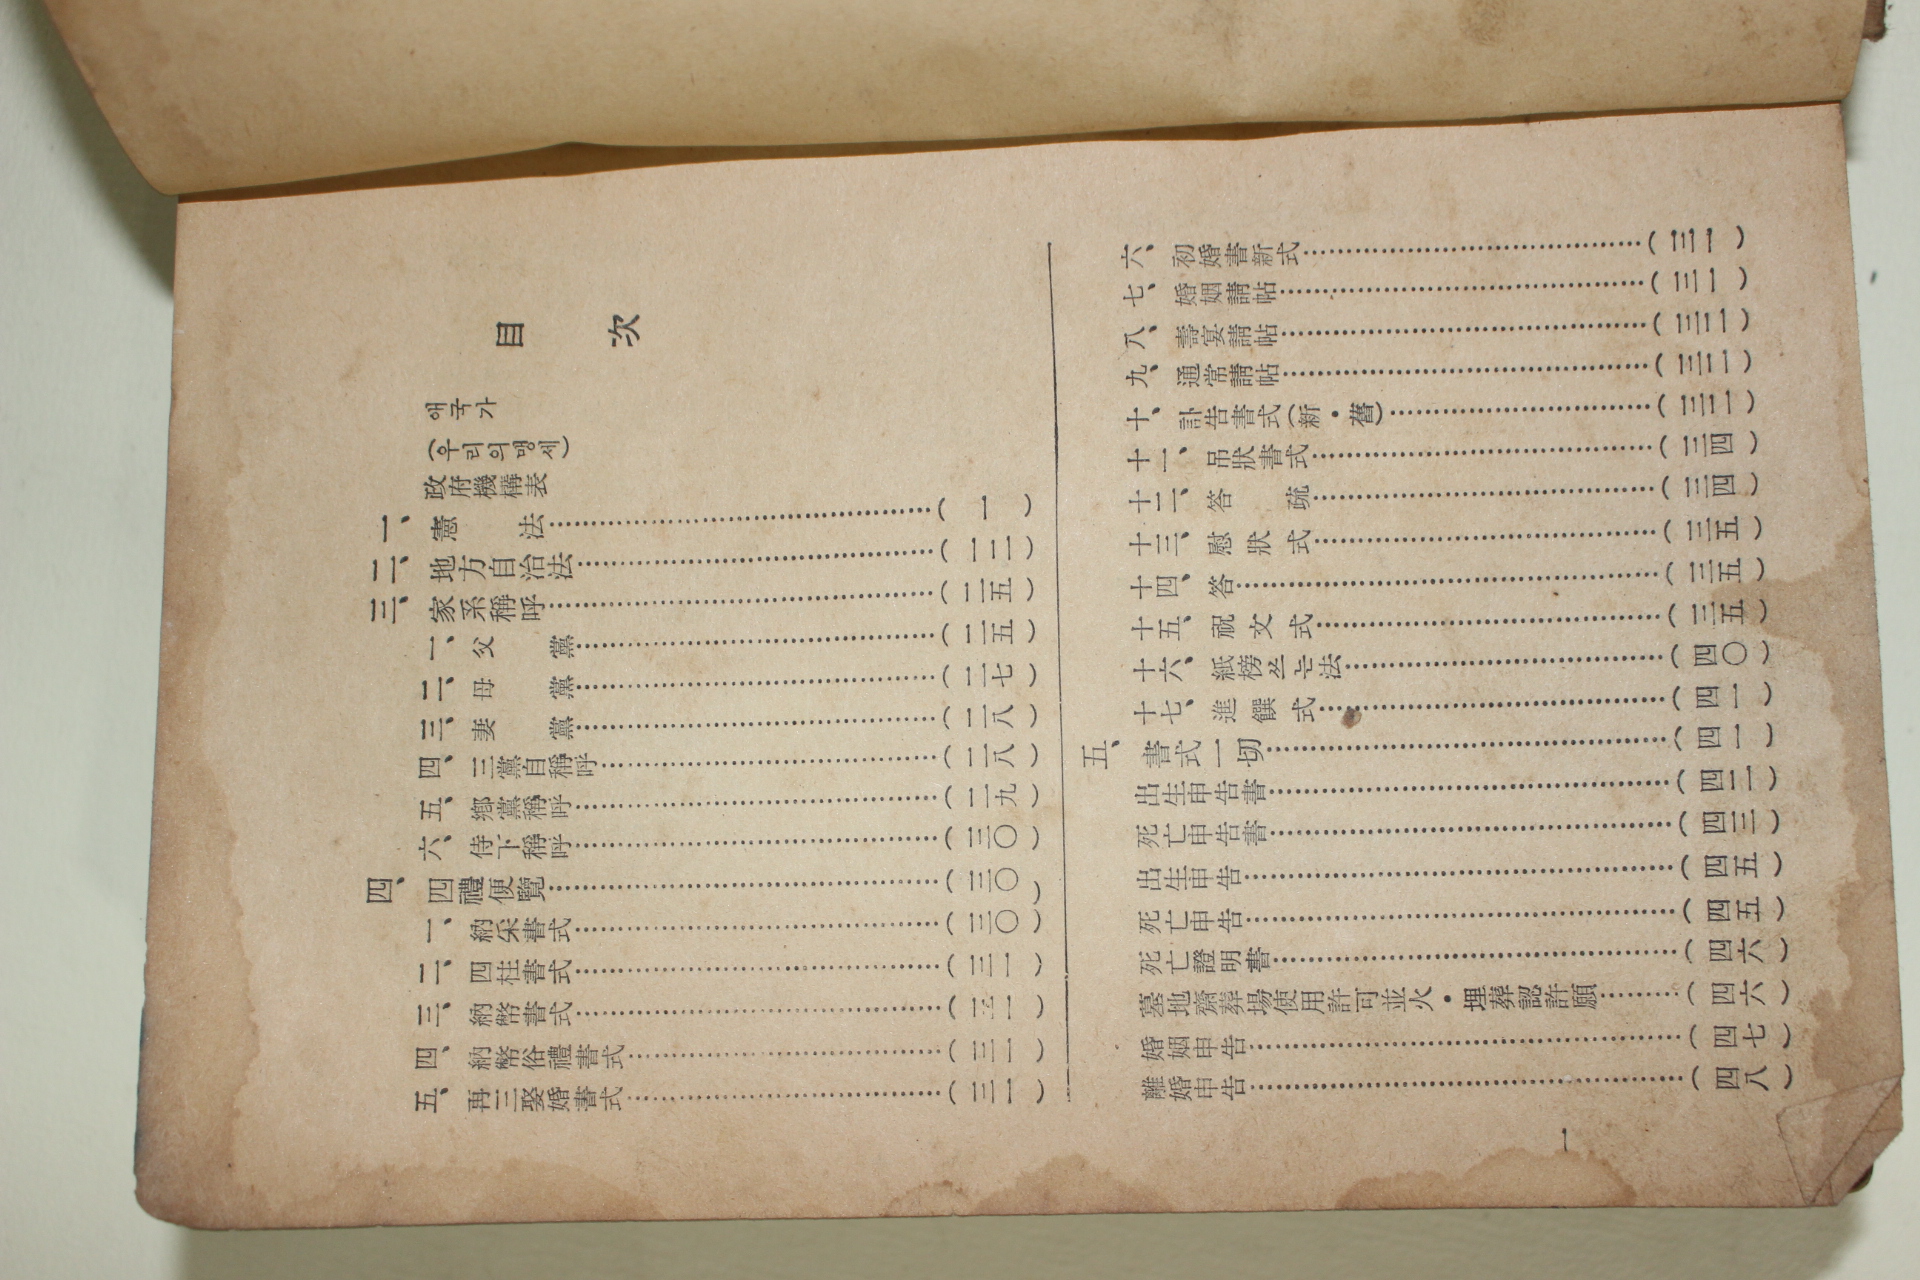 目　次
애국가
(우리의맹세)
政府機構表
一、憲　法………(一)
二、地方自治法………(一二)
三、家系稱呼………(二五)
一、父　黨………(二五)
二、母　黨………(二七)
三、妻　黨………(二八)
四、三黨自稱呼………(二八)
五、鄕黨稱呼………(二九)
六、侍下稱呼………(三〇)
四、四禮便覽………(三〇)
一、納采書式………(三〇)
二、四柱書式………(三一)
三、納幣書式………(三一)
四、納幣俗禮書式………(三一)
五、再三娶婚書式………(三一)
六、初婚書新式………(三一)
七、婚姻請帖………(三一)
八、壽宴請帖………(三二)
九、通常請帖………(三二)
十、訃告書式(新・舊)………(三二)
十一、吊狀書式………(三四)
十二、答　疏………(三四)
十三、慰狀式………(三五)
十四、答………(三五)
十五、祝文式………(三五)
十六、紙榜쓰는法………(四〇)
十七、進饌式………(四一)
五、書式一切………(四一)
出生申告書………(四二)
死亡申告書………(四三)
出生申告………(四五)
死亡申告………(四五)
死亡證明書………(四六)
墓地齋葬場使用許可並火・埋葬認許願………(四六)
婚姻申告………(四七)
離婚申告………(四八)
一